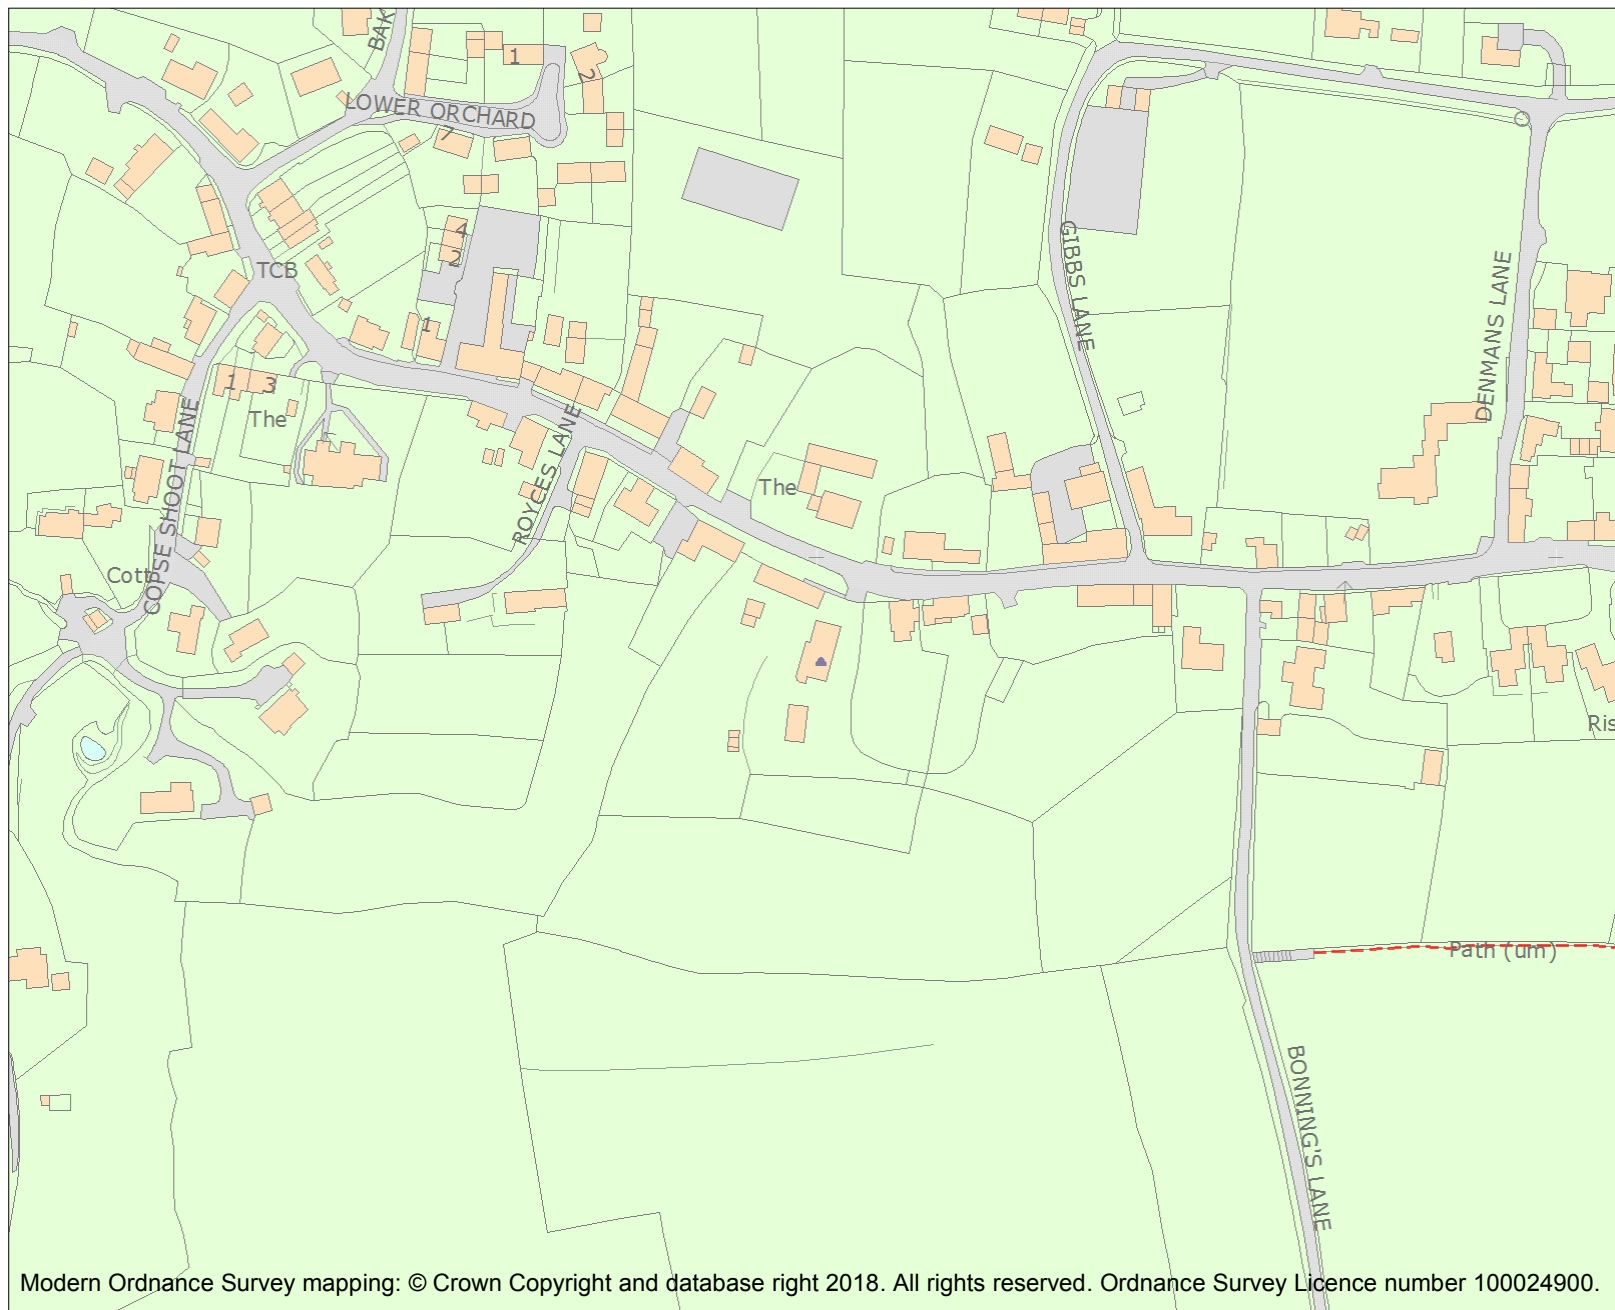 BAK
1
2
LOWER ORCHARD
7
4
2
TCB
1
GIBBS LANE
DENMANS LANE
1 3
The
COPSE SHOOT LANE
ROYCES LANE
The
Cott
Ris
Path (um)
BONNING'S LANE
Modern Ordnance Survey mapping: © Crown Copyright and database right 2018. All rights reserved. Ordnance Survey Licence number 100024900.